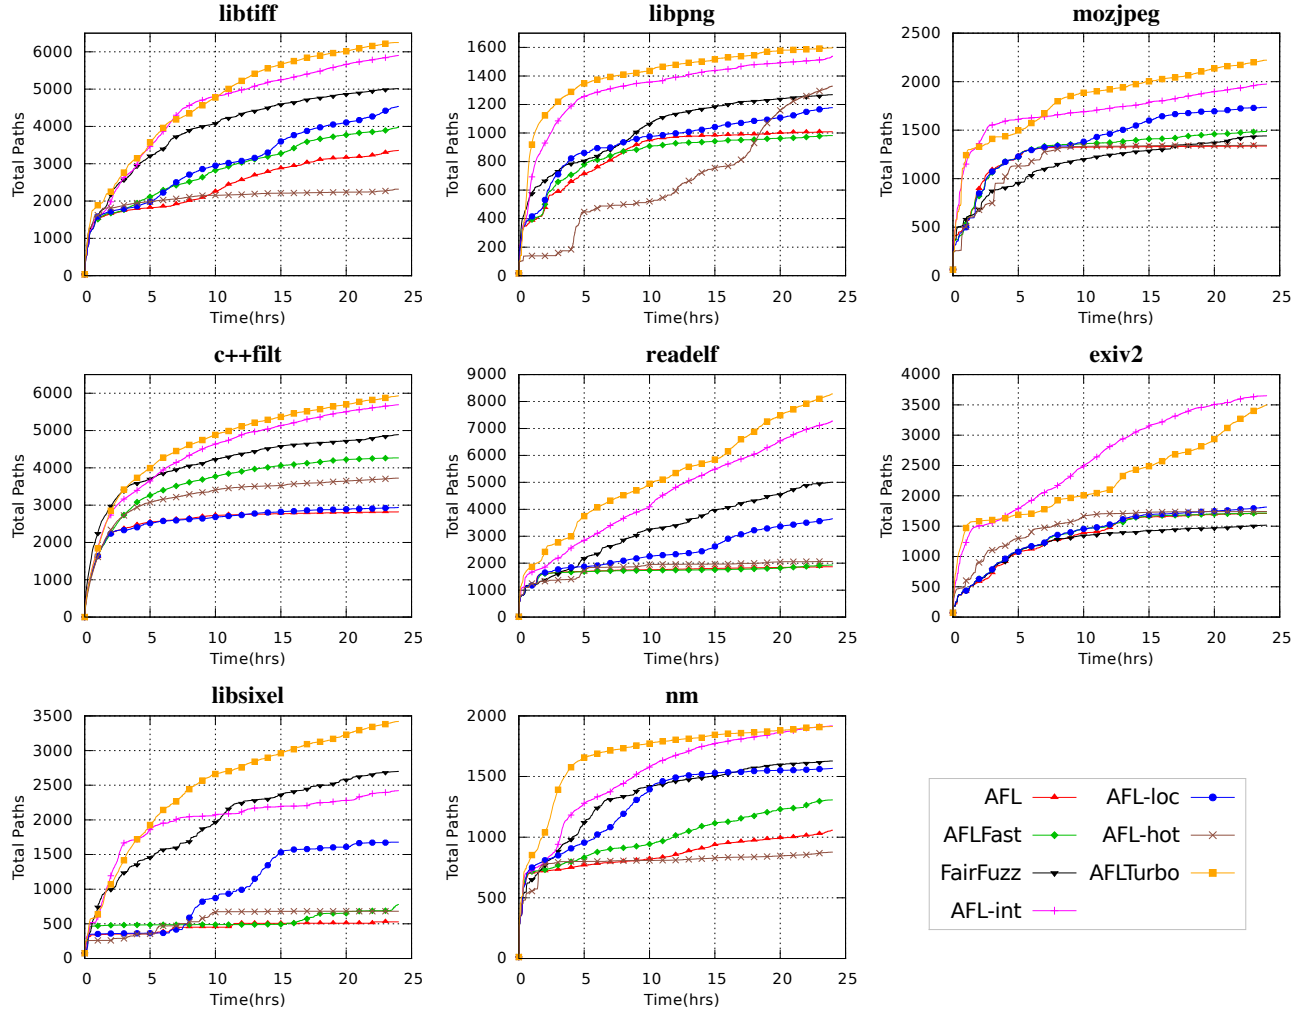 libtiff
libpng
mozjpeg
6000
5000
4000
3000
2000
1000
0
Total Paths
0 5 10 15 20 25
Time(hrs)
1600
1400
1200
1000
800
600
400
200
0
Total Paths
0 5 10 15 20 25
Time(hrs)
2500
2000
1500
1000
500
0
Total Paths
0 5 10 15 20 25
Time(hrs)
c++filt
readelf
exiv2
6000
5000
4000
3000
2000
1000
0
Total Paths
0 5 10 15 20 25
Time(hrs)
9000
8000
7000
6000
5000
4000
3000
2000
1000
0
Total Paths
0 5 10 15 20 25
Time(hrs)
4000
3500
3000
2500
2000
1500
1000
500
0
Total Paths
0 5 10 15 20 25
Time(hrs)
libsixel
nm
3500
3000
2500
2000
1500
1000
500
0
Total Paths
0 5 10 15 20 25
Time(hrs)
2000
1500
1000
500
0
Total Paths
0 5 10 15 20 25
Time(hrs)
AFL AFL-loc
AFLFast AFL-hot
FairFuzz AFLTurbo
AFL-int